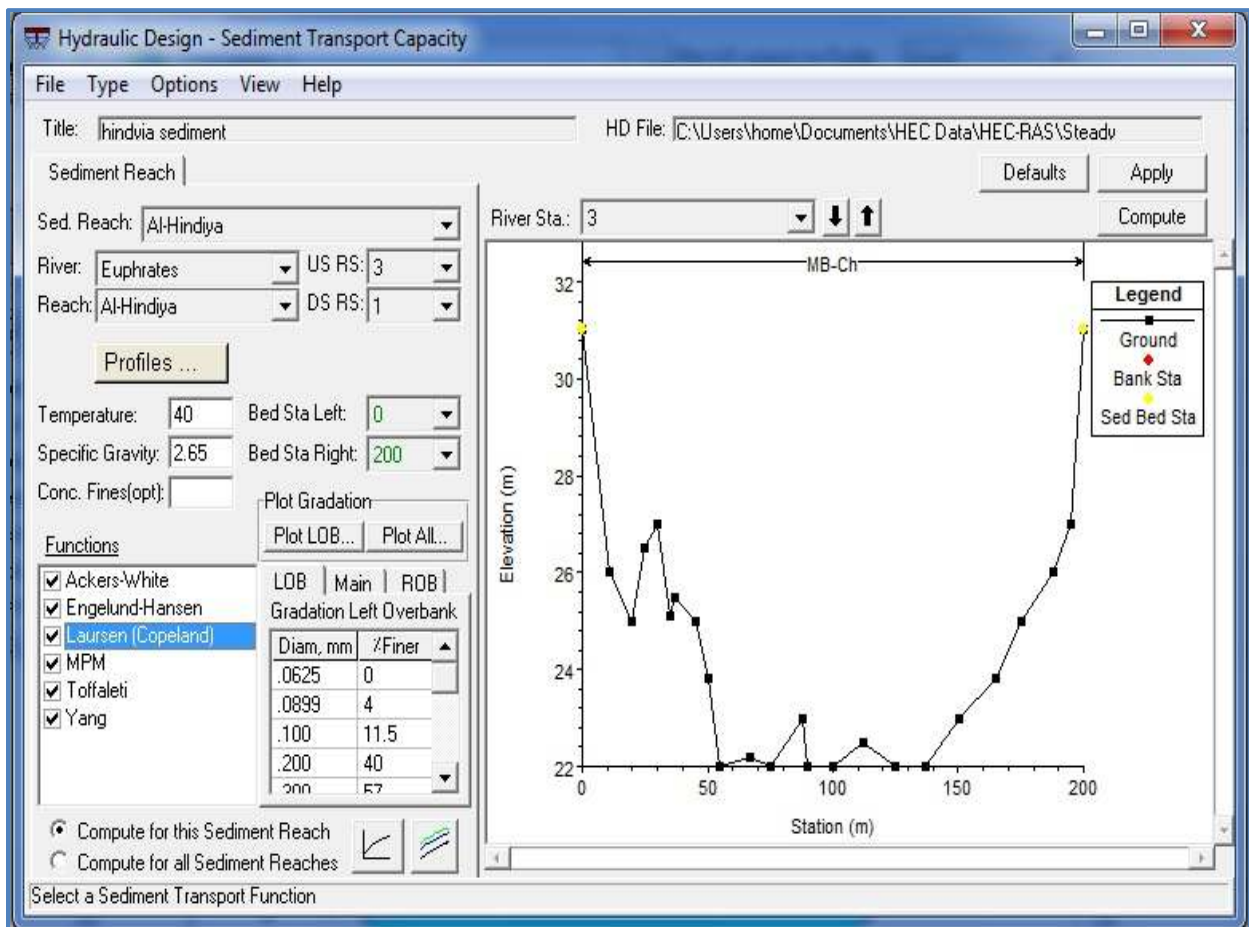 Hydraulic Design - Sediment Transport Capacity
File Type Options View Help
Title: hindvia sediment
HD File: C:\Users\home\Documents\HEC Data\HEC-RAS\Steadv
Sediment Reach
Defaults
Apply
Sed. Reach: Al-Hindiya
River Sta.: 3
Compute
River: Euphrates
US RS: 3
Reach: Al-Hindiya
DS RS: 1
Profiles ...
Temperature: 40
Bed Sta Left: 0
Specific Gravity: 2.65
Bed Sta Right: 200
Conc. Fines(opt):
Plot Gradation
Plot LOB...
Plot All...
Functions
Ackers-White
Engelund-Hansen
Laursen (Copeland)
MPM
Toffaleti
Yang
LOB Main ROB
Gradation Left Overbank
Diam, mm %Finer
.0625 0
.0899 4
.100 11.5
.200 40
.300 57
Compute for this Sediment Reach
Compute for all Sediment Reaches
Select a Sediment Transport Function
MB-Ch
32
30
28
26
24
22
Elevation (m)
0 50 100 150 200
Station (m)
Legend
Ground
Bank Sta
Sed Bed Sta